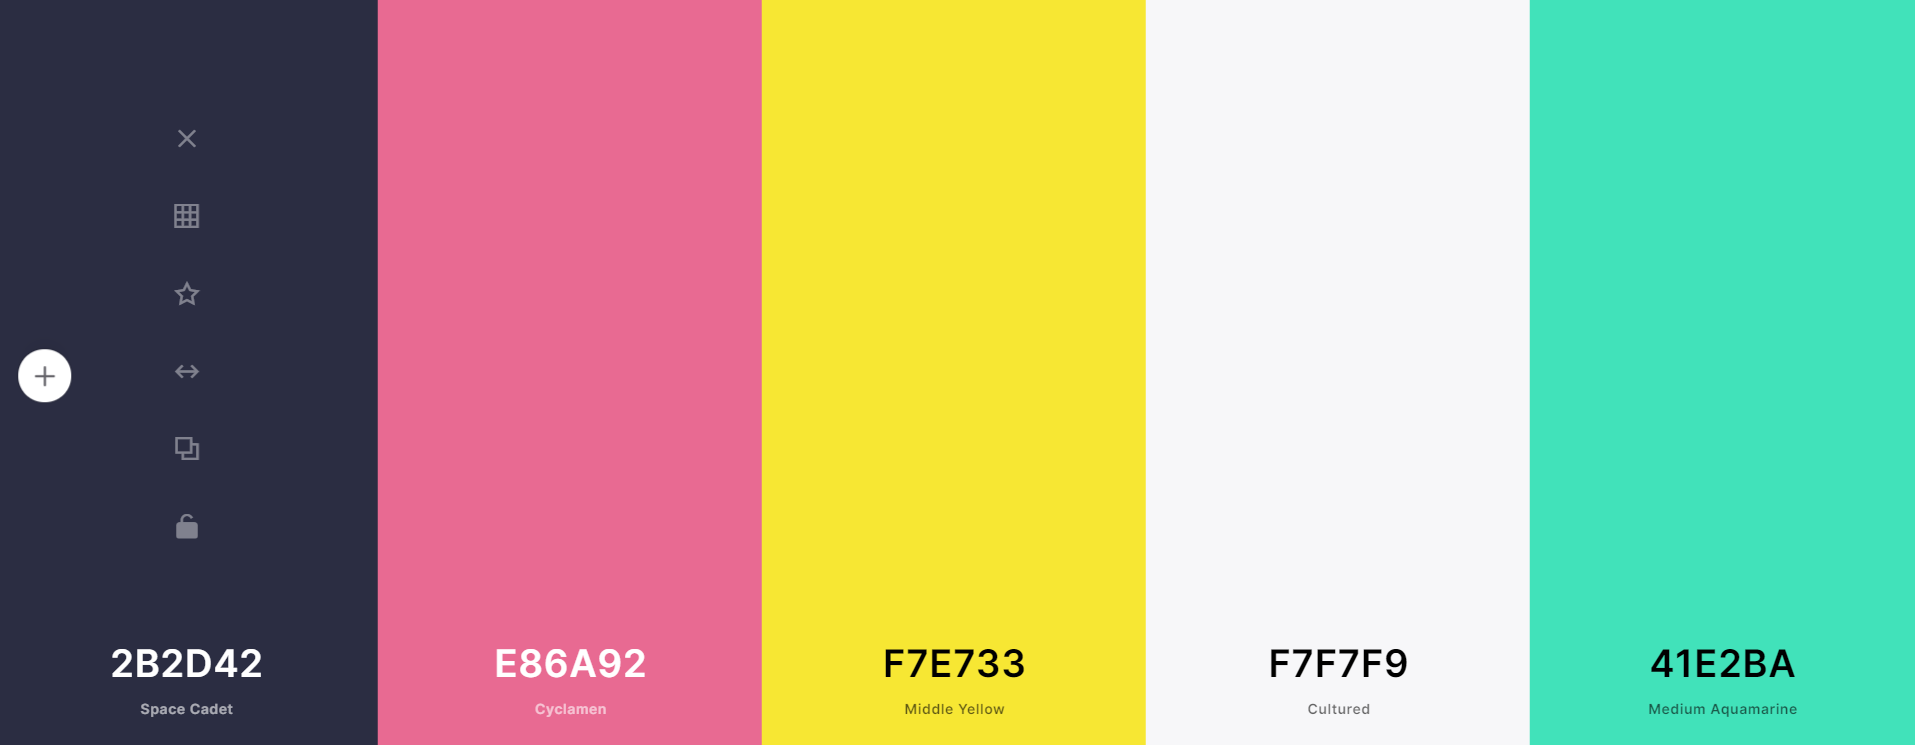 2B2D42
Space Cadet
E86A92
Cyclamen
F7E733
Middle Yellow
F7F7F9
Cultured
41E2BA
Medium Aquamarine